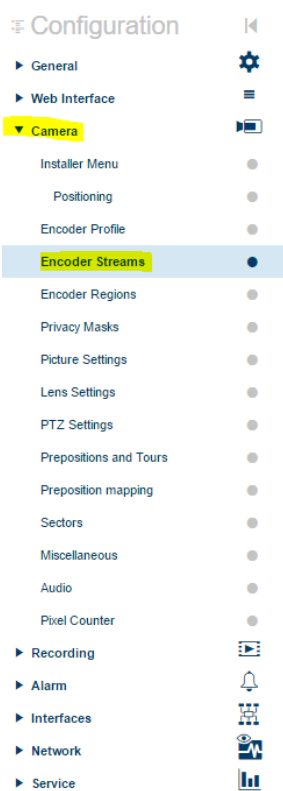 Configuration
General
Web Interface
Camera
Installer Menu
Positioning
Encoder Profile
Encoder Streams
Encoder Regions
Privacy Masks
Picture Settings
Lens Settings
PTZ Settings
Prepositions and Tours
Preposition mapping
Sectors
Miscellaneous
Audio
Pixel Counter
Recording
Alarm
Interfaces
Network
Service